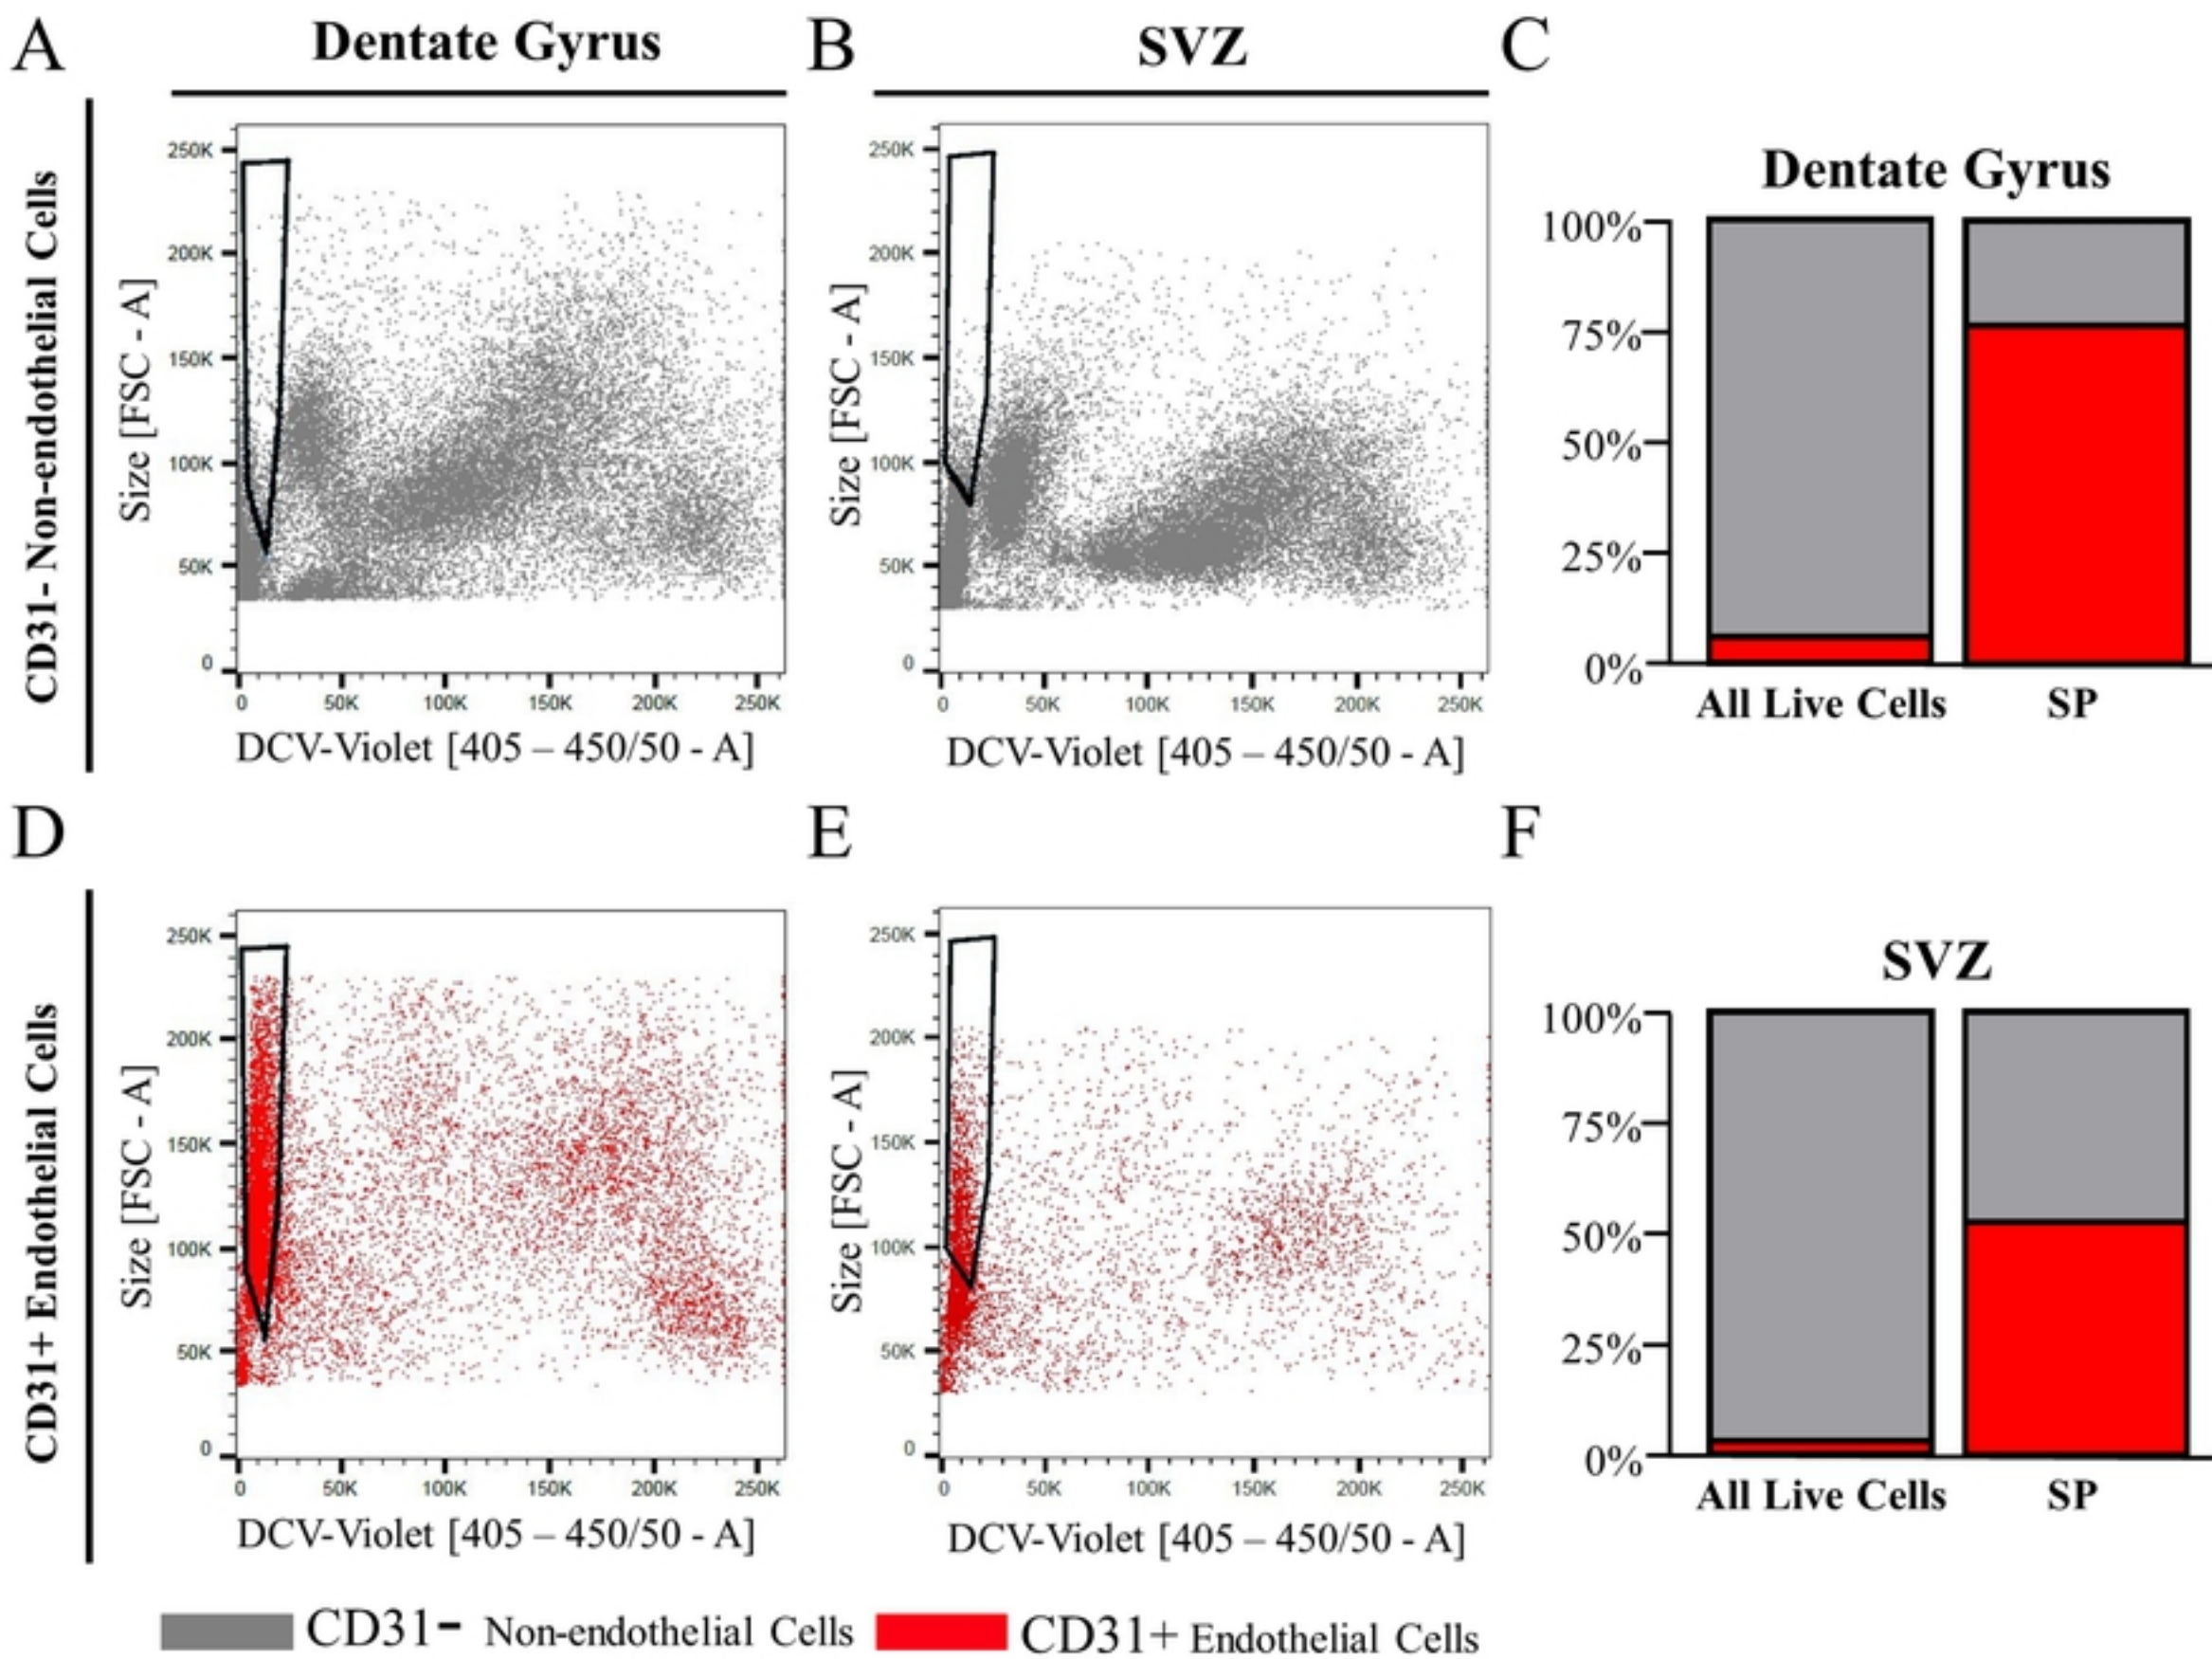 A
Dentate Gyrus
B
SVZ
C
CD31- Non-endothelial Cells
Size [FSC - A]
250K
200K
150K
100K
50K
0
0 50K 100K 150K 200K 250K
DCV-Violet [405 – 450/50 - A]
Size [FSC - A]
250K
200K
150K
100K
50K
0
0 50K 100K 150K 200K 250K
DCV-Violet [405 – 450/50 - A]
Dentate Gyrus
100%
75%
50%
25%
0%
All Live Cells SP
D
E
F
CD31+ Endothelial Cells
Size [FSC - A]
250K
200K
150K
100K
50K
0
0 50K 100K 150K 200K 250K
DCV-Violet [405 – 450/50 - A]
Size [FSC - A]
250K
200K
150K
100K
50K
0
0 50K 100K 150K 200K 250K
DCV-Violet [405 – 450/50 - A]
SVZ
100%
75%
50%
25%
0%
All Live Cells SP
CD31- Non-endothelial Cells CD31+ Endothelial Cells